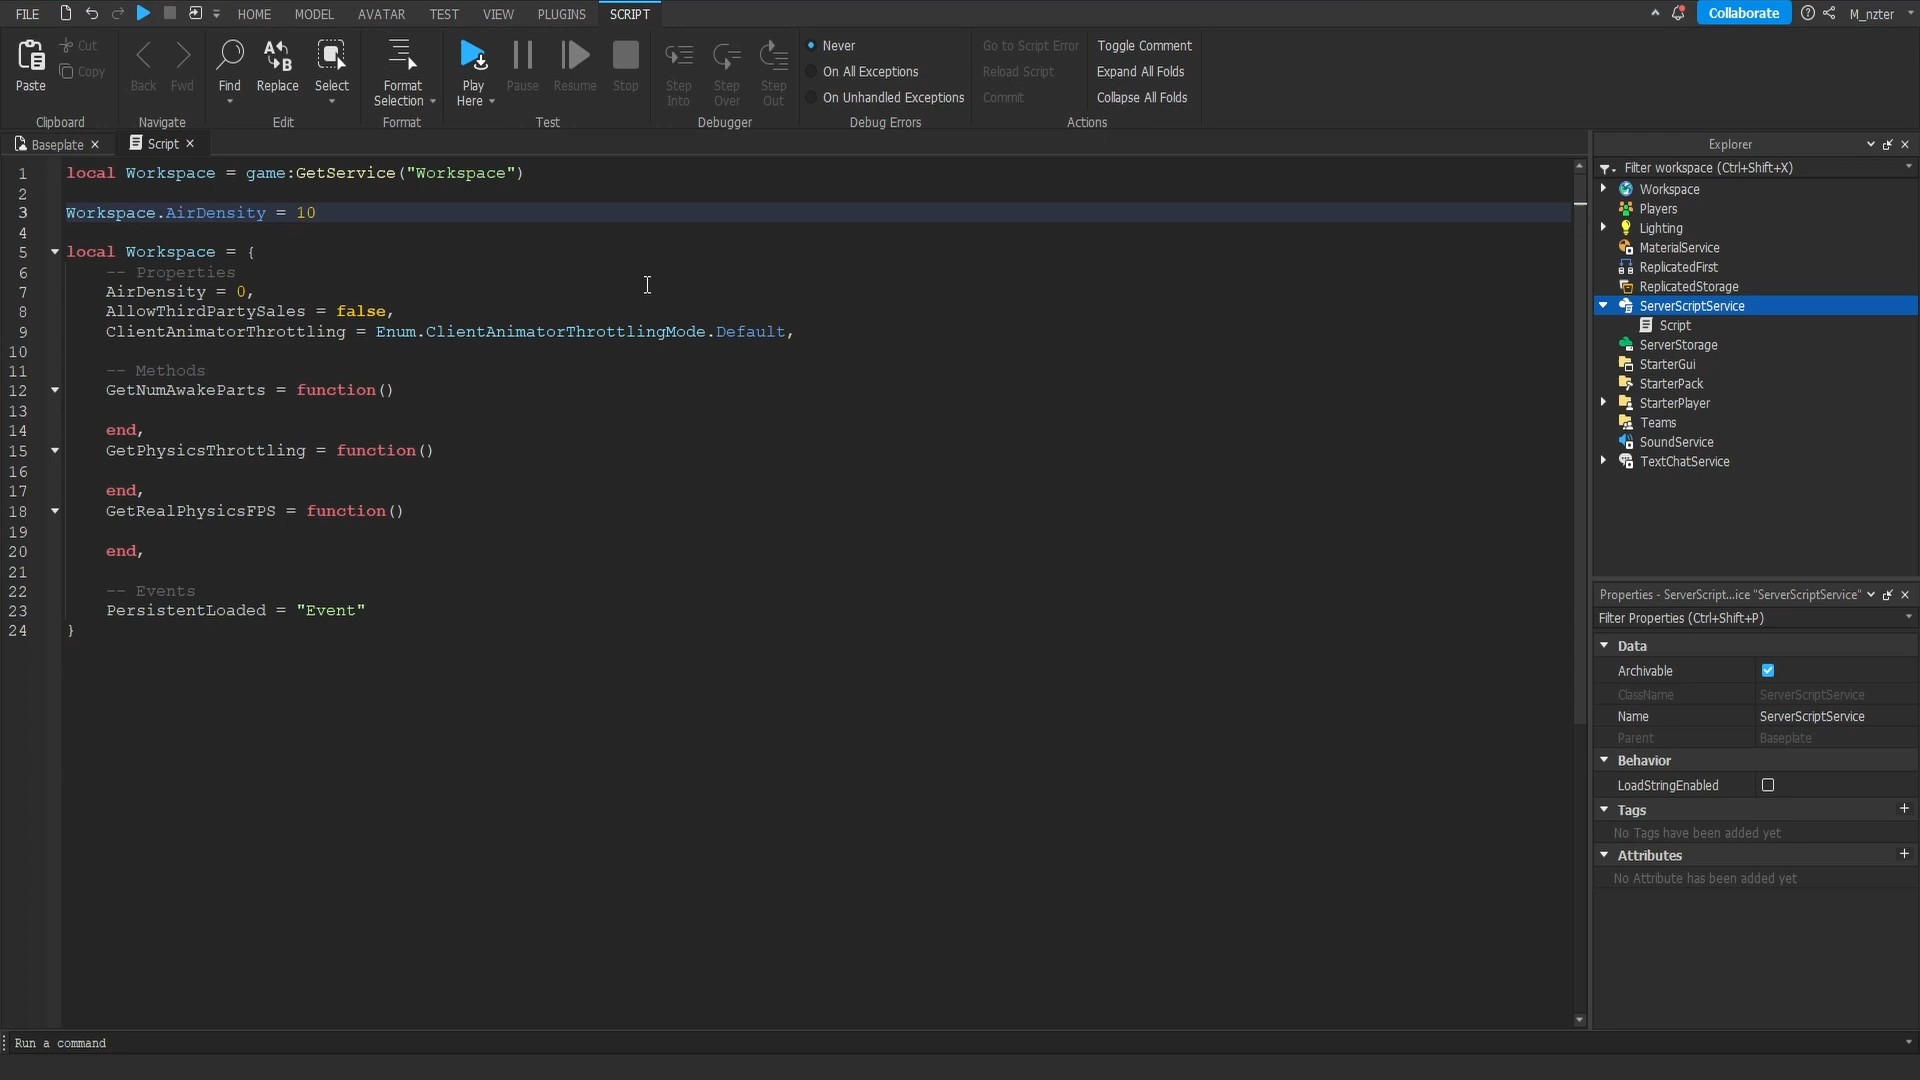 FILE HOME MODEL AVATAR TEST VIEW PLUGINS SCRIPT Collaborate M_nzter
Paste Cut Copy
Clipboard
Back Fwd
Navigate
Find Replace Select
Edit
Format Selection
Format
Play Here Pause Resume Stop
Test
Step Into Step Over Step Out
Debugger
Never
On All Exceptions
On Unhandled Exceptions
Debug Errors
Go to Script Error
Reload Script
Commit
Toggle Comment
Expand All Folds
Collapse All Folds
Actions
Baseplate Script
1 local Workspace = game:GetService("Workspace")
2
3 Workspace.AirDensity = 10
4
5 local Workspace = {
6 -- Properties
7 AirDensity = 0,
8 AllowThirdPartySales = false,
9 ClientAnimatorThrottling = Enum.ClientAnimatorThrottlingMode.Default,
10
11 -- Methods
12 GetNumAwakeParts = function()
13
14 end,
15 GetPhysicsThrottling = function()
16
17 end,
18 GetRealPhysicsFPS = function()
19
20 end,
21
22 -- Events
23 PersistentLoaded = "Event"
24 }
Run a command
Explorer
Filter workspace (Ctrl+Shift+X)
Workspace
Players
Lighting
MaterialService
ReplicatedFirst
ReplicatedStorage
ServerScriptService
Script
ServerStorage
StarterGui
StarterPack
StarterPlayer
Teams
SoundService
TextChatService
Properties - ServerScript...ice "ServerScriptService"
Filter Properties (Ctrl+Shift+P)
Data
Archivable
ClassName ServerScriptService
Name ServerScriptService
Parent Baseplate
Behavior
LoadStringEnabled
Tags
No Tags have been added yet
Attributes
No Attribute has been added yet